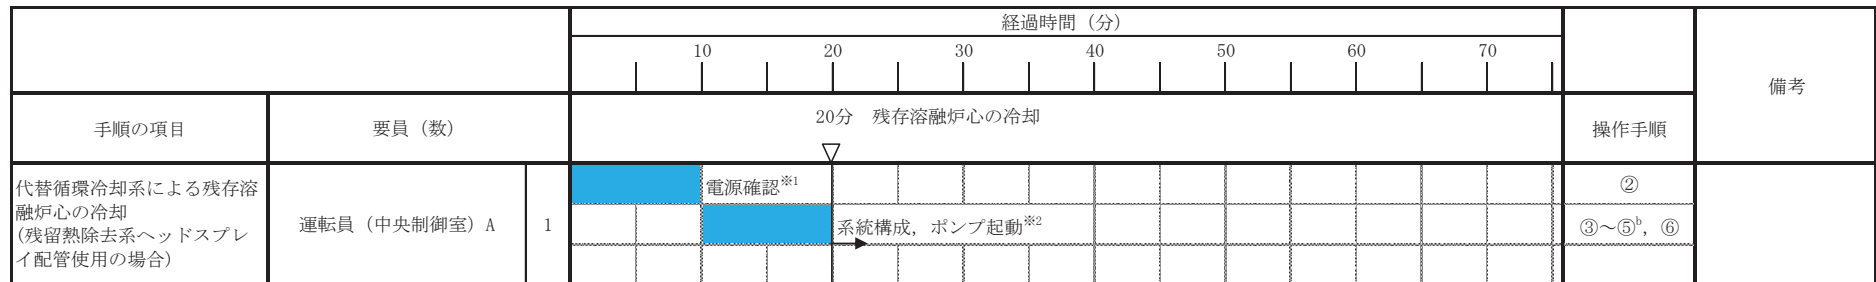 経過時間（分）
10 20 30 40 50 60 70
備考
手順の項目 要員（数） 20分　残存溶融炉心の冷却 操作手順
代替循環冷却系による残存溶
融炉心の冷却
（残留熱除去系ヘッドスプレ
イ配管使用の場合）
運転員（中央制御室）A 1
電源確認※1 ②
系統構成，ポンプ起動※2 ③～⑤b，⑥